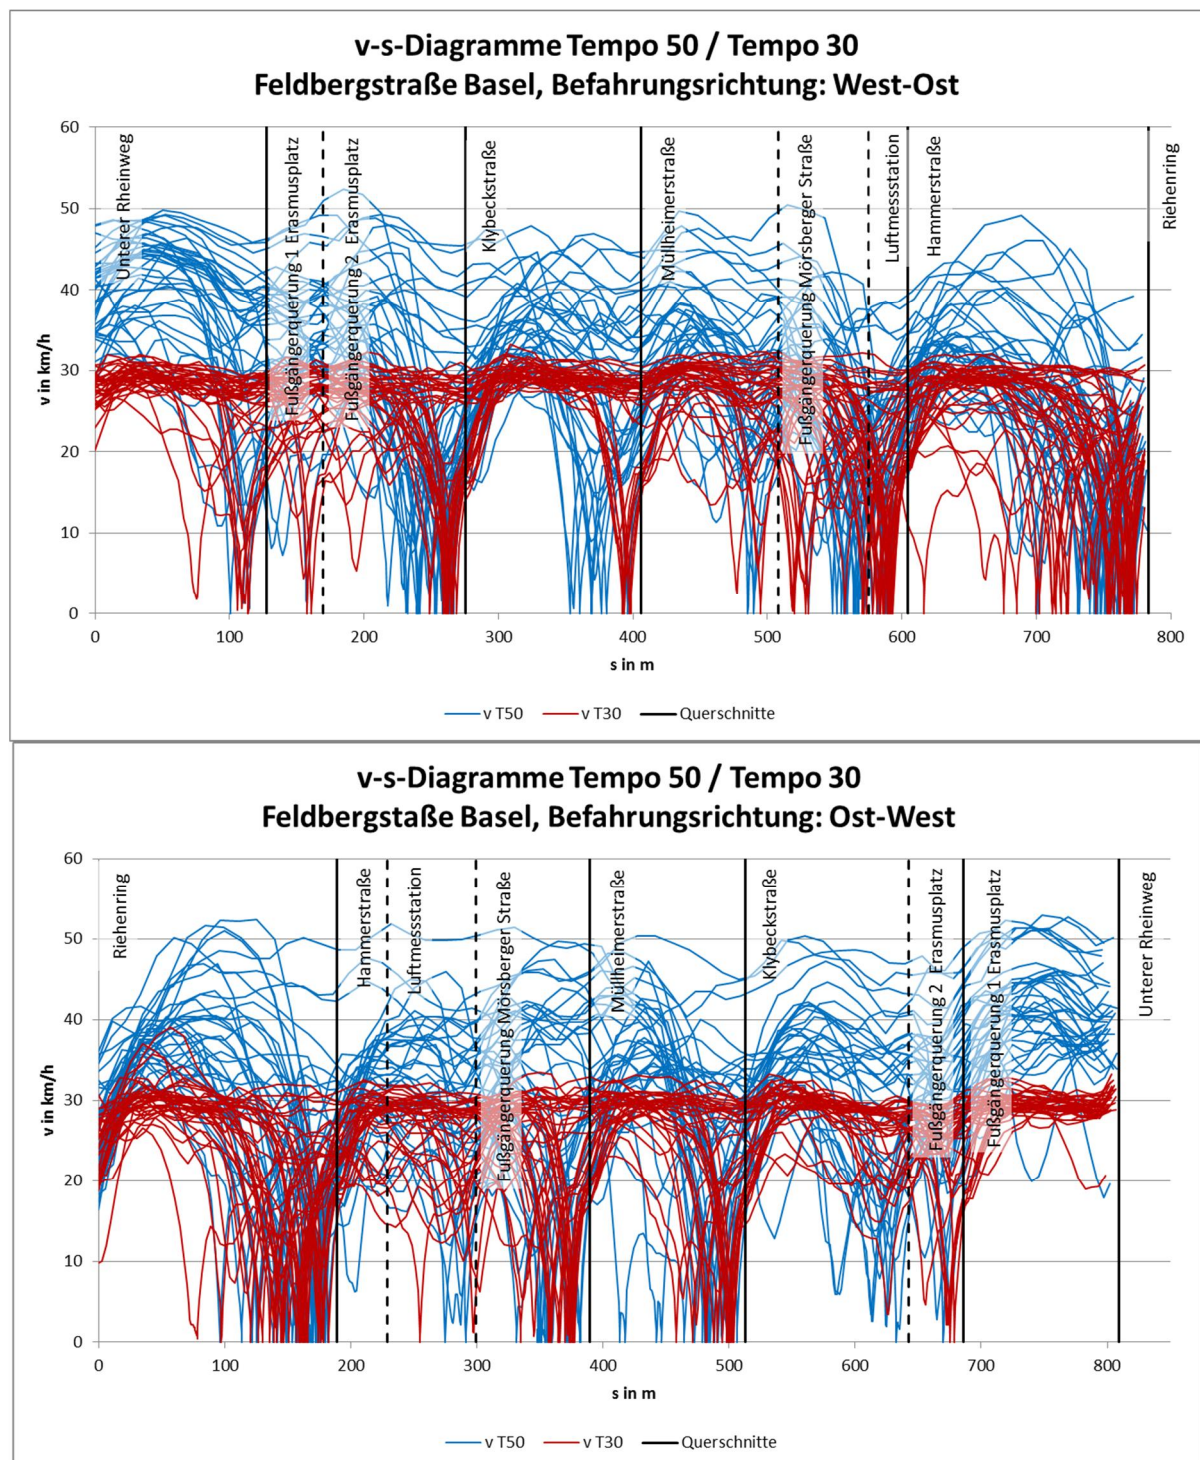 v-s-Diagramme Tempo 50 / Tempo 30
Feldbergstraße Basel, Befahrungsrichtung: West-Ost
60
50
40
30
20
10
0
v in km/h
Unterer Rheinweg
Fußgängerquerung 1 Erasmusplatz
Fußgängerquerung 2 Erasmusplatz
Klybeckstraße
Müllheimerstraße
Fußgängerquerung Mörsberger Straße
Luftmessstation
Hammerstraße
Riehenring
0 100 200 300 400 500 600 700 800
s in m
v T50 v T30 Querschnitte
v-s-Diagramme Tempo 50 / Tempo 30
Feldbergstaße Basel, Befahrungsrichtung: Ost-West
60
50
40
30
20
10
0
v in km/h
Riehenring
Hammerstraße
Luftmessstation
Fußgängerquerung Mörsberger Straße
Müllheimerstraße
Klybeckstraße
Fußgängerquerung 2 Erasmusplatz
Fußgängerquerung 1 Erasmusplatz
Unterer Rheinweg
0 100 200 300 400 500 600 700 800
s in m
v T50 v T30 Querschnitte